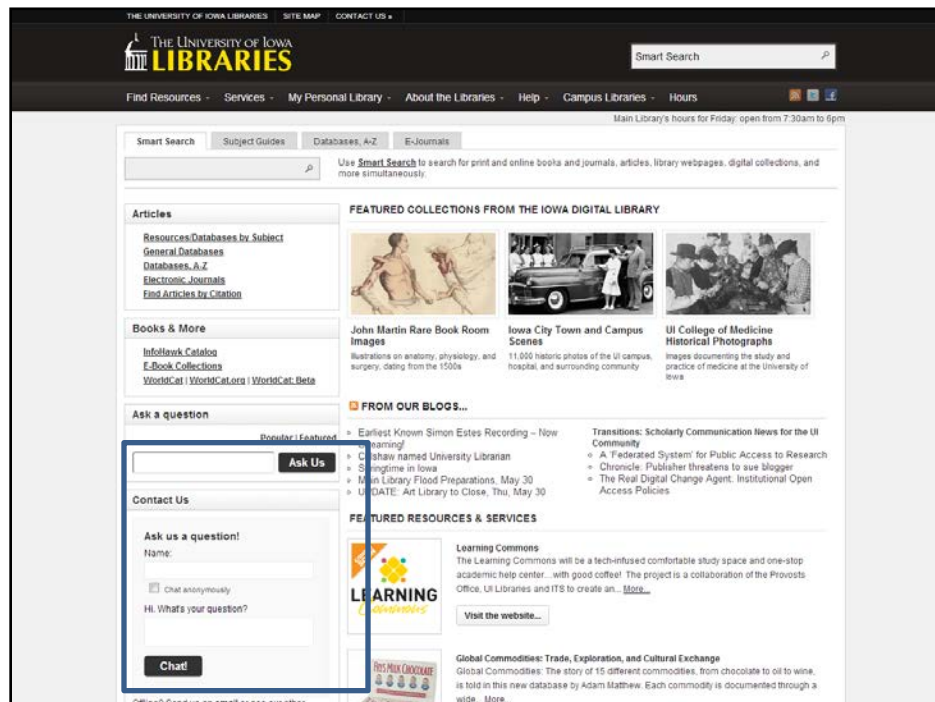 THE UNIVERSITY OF IOWA LIBRARIES SITE MAP CONTACT US »
THE UNIVERSITY OF IOWA
LIBRARIES
Smart Search
Find Resources - Services - My Personal Library - About the Libraries - Help - Campus Libraries - Hours
Main Library's hours for Friday: open from 7:30am to 6pm
Smart Search Subject Guides Databases, A-Z E-Journals
Use Smart Search to search for print and online books and journals, articles, library webpages, digital collections, and
more simultaneously.
Articles
Resources/Databases by Subject
General Databases
Databases, A-Z
Electronic Journals
Find Articles by Citation
Books & More
InfoHawk Catalog
E-Book Collections
WorldCat | WorldCat.org | WorldCat: Beta
Ask a question
Popular | Featured
Ask Us
Contact Us
Ask us a question!
Name:
Chat anonymously
Hi. What's your question?
Chat!
FEATURED COLLECTIONS FROM THE IOWA DIGITAL LIBRARY
John Martin Rare Book Room
Images
Illustrations on anatomy, physiology, and
surgery, dating from the 1500s
Iowa City Town and Campus
Scenes
11,000 historic photos of the UI campus,
hospital, and surrounding community
UI College of Medicine
Historical Photographs
Images documenting the study and
practice of medicine at the University of
Iowa
FROM OUR BLOGS...
Earliest Known Simon Estes Recording – Now
Streaming!
named University Librarian
Springtime in Iowa
Main Library Flood Preparations, May 30
UPDATE: Art Library to Close, Thu, May 30
Transitions: Scholarly Communication News for the UI
Community
A 'Federated System' for Public Access to Research
Chronicle: Publisher threatens to sue blogger
The Real Digital Change Agent: Institutional Open
Access Policies
FEATURED RESOURCES & SERVICES
LEARNING
Commons
Learning Commons
The Learning Commons will be a tech-infused comfortable study space and one-stop
academic help center...with good coffee! The project is a collaboration of the Provosts
Office, UI Libraries and ITS to create an... More...
Visit the website...
MILK CHOCOLATE
Global Commodities: Trade, Exploration, and Cultural Exchange
Global Commodities: The story of 15 different commodities, from chocolate to oil to wine,
is told in this new database by Adam Matthew. Each commodity is documented through a
wide... More...